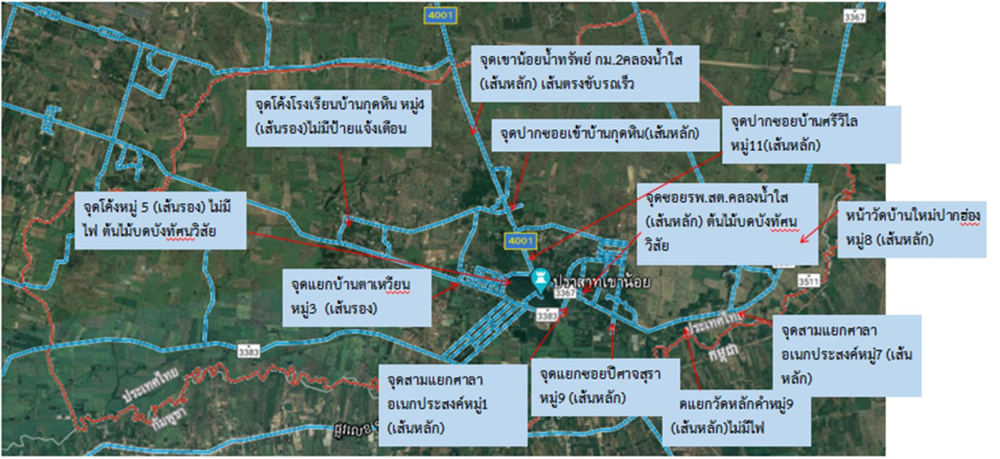 4001
3367
จุดเขาน้อยน้ำทรัพย์ กม.2คลองน้ำใส
(เส้นหลัก) เส้นตรงขับรถเร็ว
จุดโค้งโรงเรียนบ้านกุดหิน หมู่4
(เส้นรอง)ไม่มีป้ายแจ้งเตือน
จุดปากซอยเข้าบ้านกุดหิน(เส้นหลัก)
จุดปากซอยบ้านศรีวิไล
หมู่11(เส้นหลัก)
จุดโค้งหมู่ 5 (เส้นรอง) ไม่มี
ไฟ ต้นไม้บดบังทัศนวิสัย
จุดซอยรพ.สต.คลองน้ำใส
(เส้นหลัก) ต้นไม้บดบังทัศน
วิสัย
หน้าวัดบ้านใหม่ปากฮ่อง
หมู่8 (เส้นหลัก)
4001
ปราสาทเขาน้อย
3367
3511
3383
จุดแยกบ้านตาเหวียน
หมู่3 (เส้นรอง)
3383
ประเทศไทย
กัมพูชา
ประเทศไทย
กัมพูชา
จุดสามแยกศาลา
อเนกประสงค์หมู่7 (เส้น
หลัก)
จุดสามแยกศาลา
อเนกประสงค์หมู่1
(เส้นหลัก)
จุดแยกซอยปีศาจสุรา
หมู่9 (เส้นหลัก)
ดแยกวัดหลักคำหมู่9
(เส้นหลัก)ไม่มีไฟ